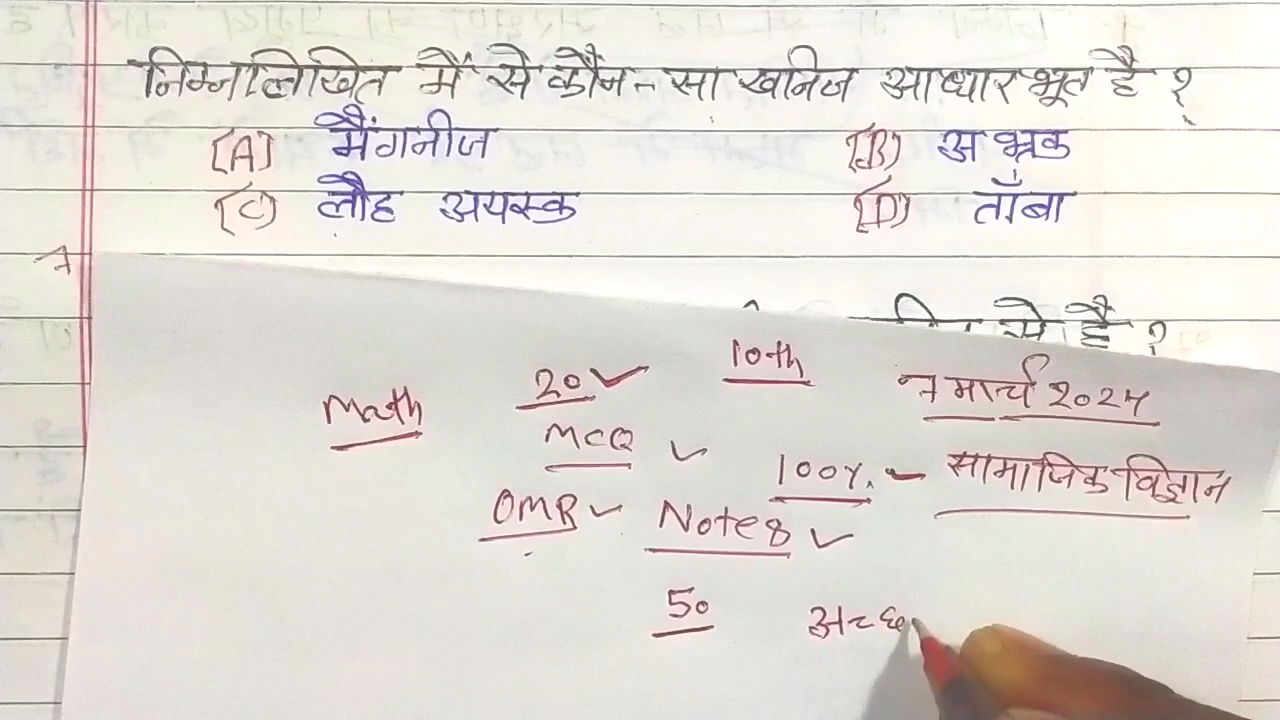 निम्नलिखित में से कौन-सा खनिज आधारभूत है ?
(A) मैंगनीज (B) अभ्रक
(C) लौह अयस्क (D) ताँबा
से है ?
Math 20 ✓ 10th 7 मार्च 2024
MCQ ✓ 100% - सामाजिक विज्ञान
OMR ✓ Notes ✓
50